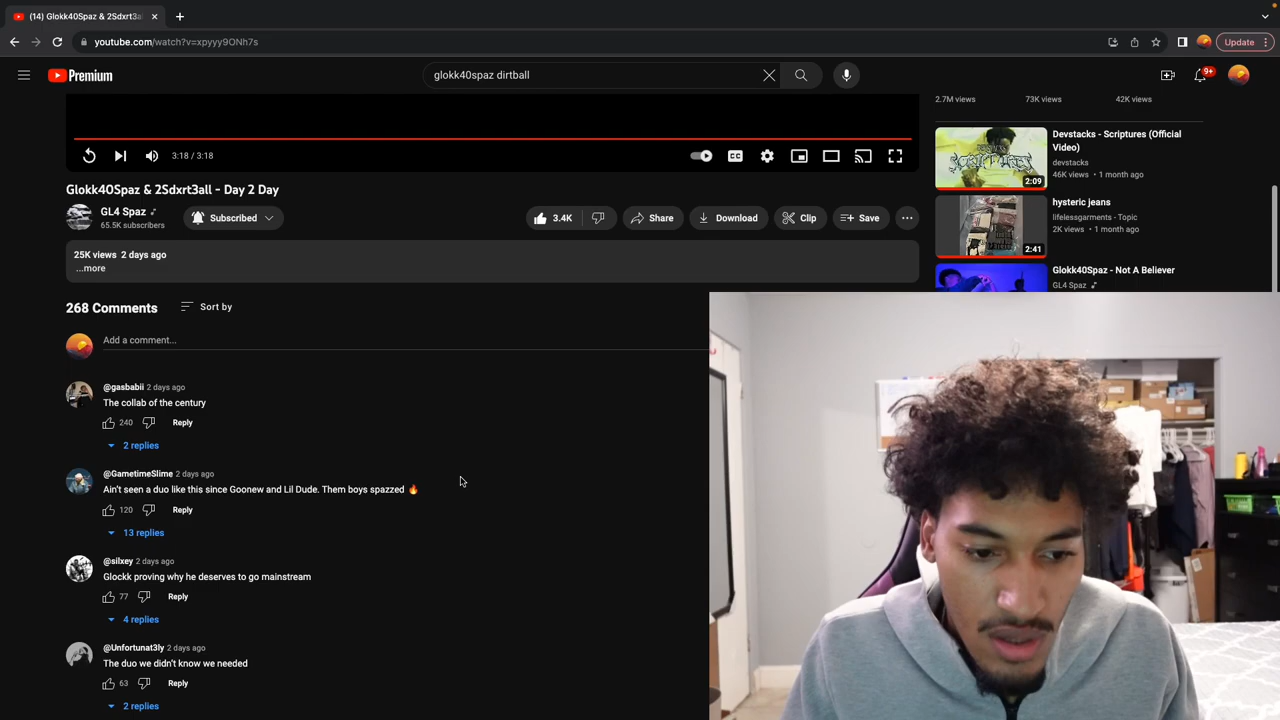 (14) Glokk40Spaz & 2Sdxrt3al
youtube.com/watch?v=xpyyy9ONh7s
Update
Premium
glokk40spaz dirtball
9+
2.7M views
73K views
42K views
3:18 / 3:18
CC
Glokk40Spaz & 2Sdxrt3all - Day 2 Day
GL4 Spaz
65.5K subscribers
Subscribed
3.4K
Share
Download
Clip
Save
25K views 2 days ago
...more
268 Comments
Sort by
Add a comment...
@gasbabii 2 days ago
The collab of the century
240
Reply
2 replies
@GametimeSlime 2 days ago
Ain't seen a duo like this since Goonew and Lil Dude. Them boys spazzed 🔥
120
Reply
13 replies
@silxey 2 days ago
Glockk proving why he deserves to go mainstream
77
Reply
4 replies
@Unfortunat3ly 2 days ago
The duo we didn't know we needed
63
Reply
2 replies
SCRIPTURES
2:09
Devstacks - Scriptures (Official
Video)
devstacks
46K views • 1 month ago
2:41
hysteric jeans
lifelessgarments - Topic
2K views • 1 month ago
Glokk40Spaz - Not A Believer
GL4 Spaz